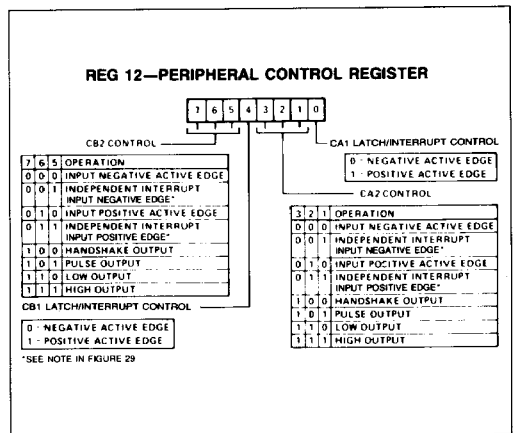 REG 12—PERIPHERAL CONTROL REGISTER
7 6 5 4 3 2 1 0
CB2 CONTROL
7 6 5 OPERATION
0 0 0 INPUT NEGATIVE ACTIVE EDGE
0 0 1 INDEPENDENT INTERRUPT
INPUT NEGATIVE EDGE*
0 1 0 INPUT POSITIVE ACTIVE EDGE
0 1 1 INDEPENDENT INTERRUPT
INPUT POSITIVE EDGE*
1 0 0 HANDSHAKE OUTPUT
1 0 1 PULSE OUTPUT
1 1 0 LOW OUTPUT
1 1 1 HIGH OUTPUT
CB1 LATCH/INTERRUPT CONTROL
0 - NEGATIVE ACTIVE EDGE
1 - POSITIVE ACTIVE EDGE
*SEE NOTE IN FIGURE 29
CA1 LATCH/INTERRUPT CONTROL
0 - NEGATIVE ACTIVE EDGE
1 - POSITIVE ACTIVE EDGE
CA2 CONTROL
3 2 1 OPERATION
0 0 0 INPUT NEGATIVE ACTIVE EDGE
0 0 1 INDEPENDENT INTERRUPT
INPUT NEGATIVE EDGE*
0 1 0 INPUT POSITIVE ACTIVE EDGE
0 1 1 INDEPENDENT INTERRUPT
INPUT POSITIVE EDGE*
1 0 0 HANDSHAKE OUTPUT
1 0 1 PULSE OUTPUT
1 1 0 LOW OUTPUT
1 1 1 HIGH OUTPUT